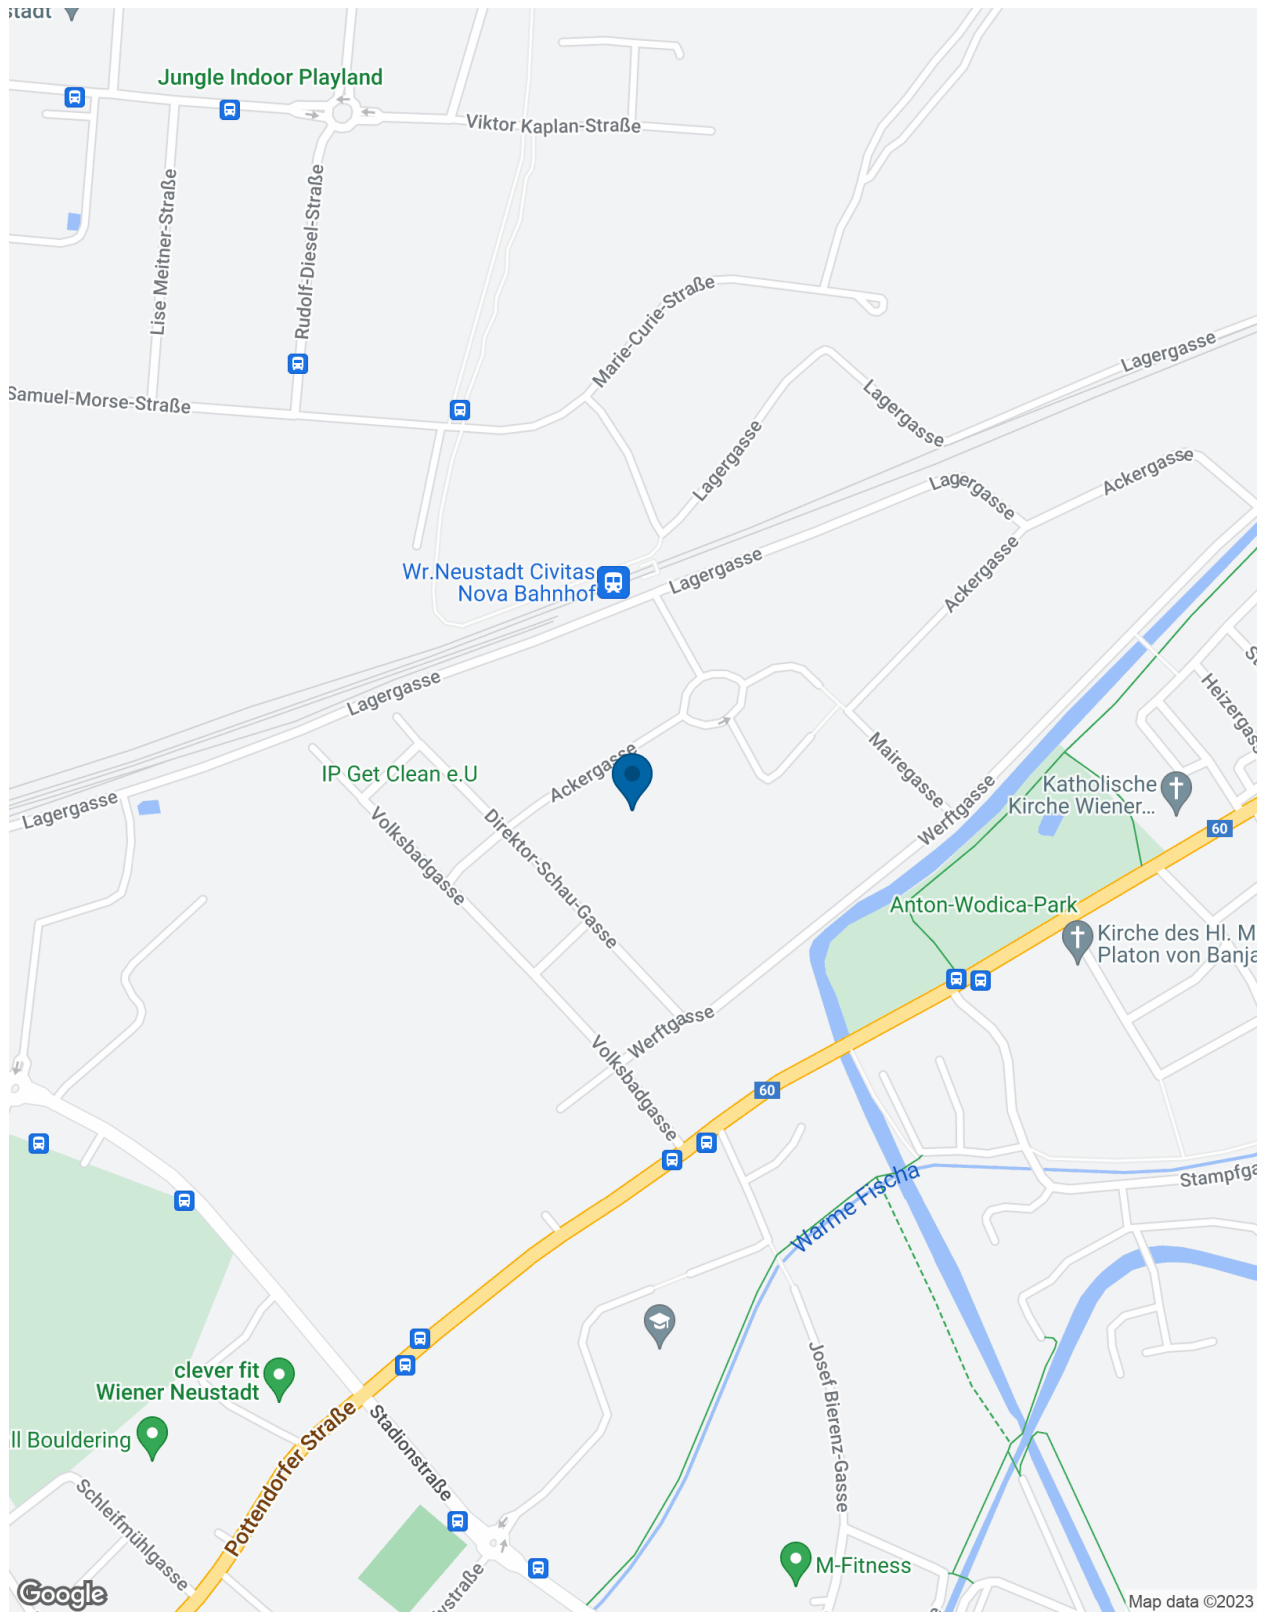 stadt
Jungle Indoor Playland
Viktor Kaplan-Straße
Lise Meitner-Straße
Rudolf-Diesel-Straße
Marie-Curie-Straße
Lagergasse
Samuel-Morse-Straße
Lagergasse
Lagergasse
Lagergasse
Ackergasse
Wr.Neustadt Civitas
Nova Bahnhof
Lagergasse
Ackergasse
Lagergasse
Heizergass
Ackergasse
Mairegasse
IP Get Clean e.U
Katholische
Kirche Wiener...
Lagergasse
Volksbadgasse
Direktor-Schau-Gasse
Werftgasse
60
Anton-Wodica-Park
Kirche des Hl. M
Platon von Banja
Werftgasse
Volksbadgasse
60
Warme Fischa
Stampfga
clever fit
Wiener Neustadt
Josef Bierenz-Gasse
ll Bouldering
Pottendorfer Straße
Stadionstraße
Schleifmühlgasse
M-Fitness
Google
Map data ©2023